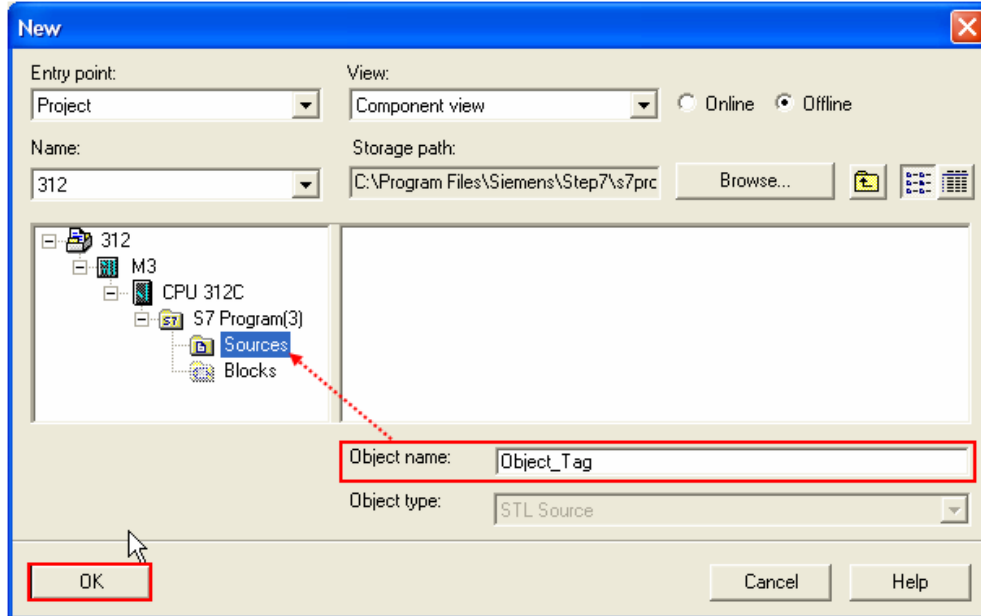 New
Entry point:
View:
Project
Component view
Online
Offline
Name:
Storage path:
312
C:\Program Files\Siemens\Step7\s7prc
Browse...
312
M3
CPU 312C
S7 Program(3)
Sources
Blocks
Object name:
Object_Tag
Object type:
STL Source
OK
Cancel
Help